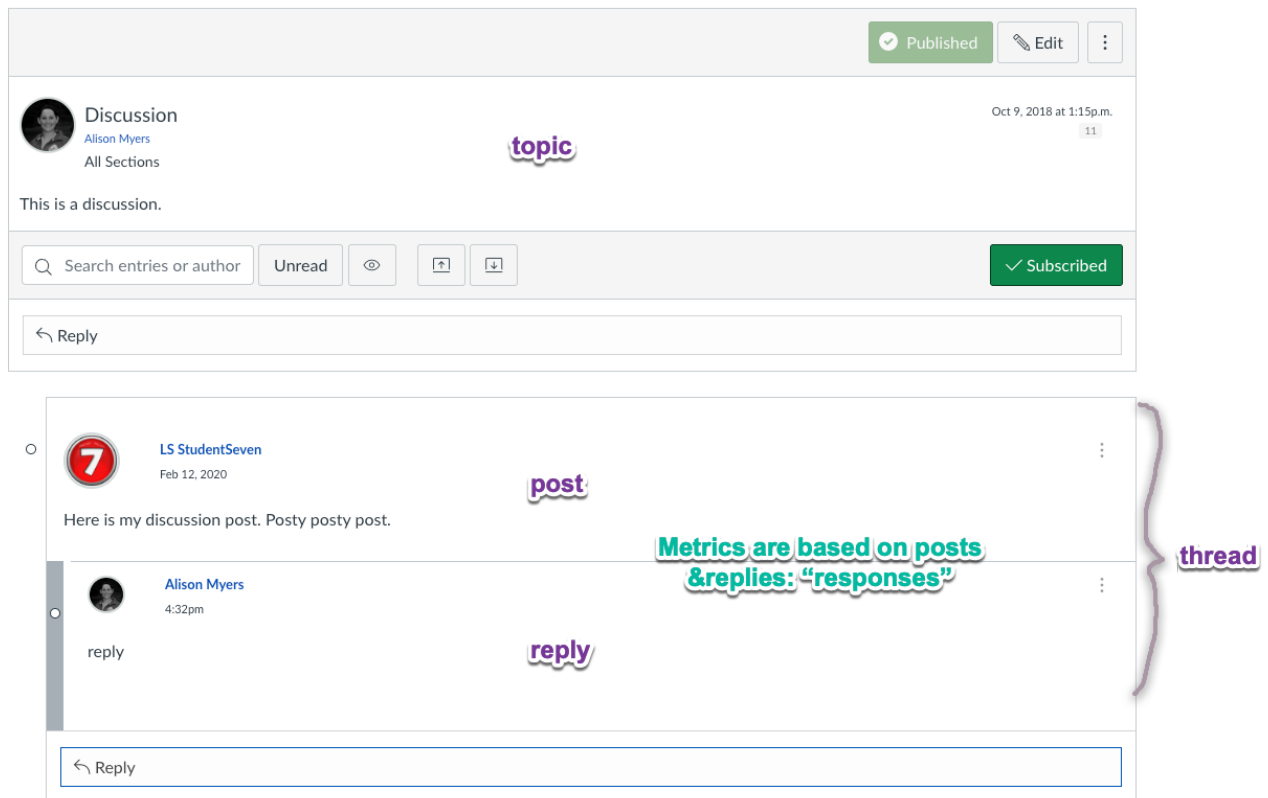 Published Edit
Discussion
Oct 9, 2018 at 1:15p.m.
Alison Myers
11
All Sections
topic
This is a discussion.
Search entries or author Unread Subscribed
Reply
7
LS StudentSeven
Feb 12, 2020
post
Here is my discussion post. Posty posty post.
Metrics are based on posts
&replies: “responses”
thread
Alison Myers
4:32pm
reply
reply
Reply